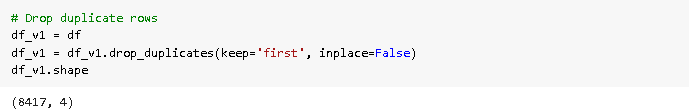 # Drop duplicate rows
df_v1 = df
df_v1 = df_v1.drop_duplicates(keep='first', inplace=False)
df_v1.shape
(8417, 4)